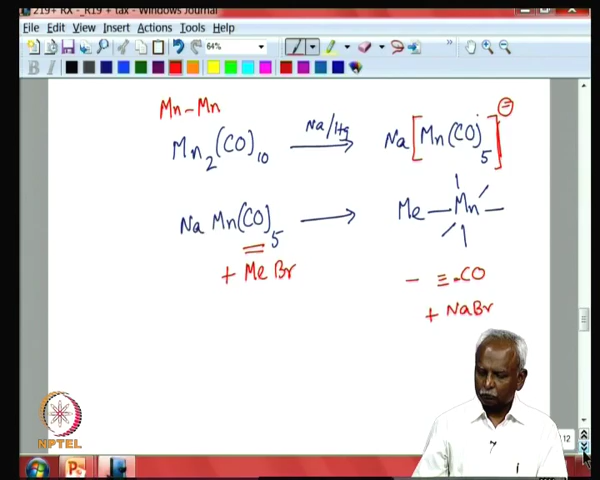 219+ RX - R19 + tax - Windows Journal
File Edit View Insert Actions Tools Help
64%
B I
Mn-Mn
Mn2(CO)10 Na/Hg → Na[Mn(CO)5]⊖
Na Mn(CO)5 → Me — Mn —
+ MeBr
— ≡ -CO
+ NaBr
NPTEL
12